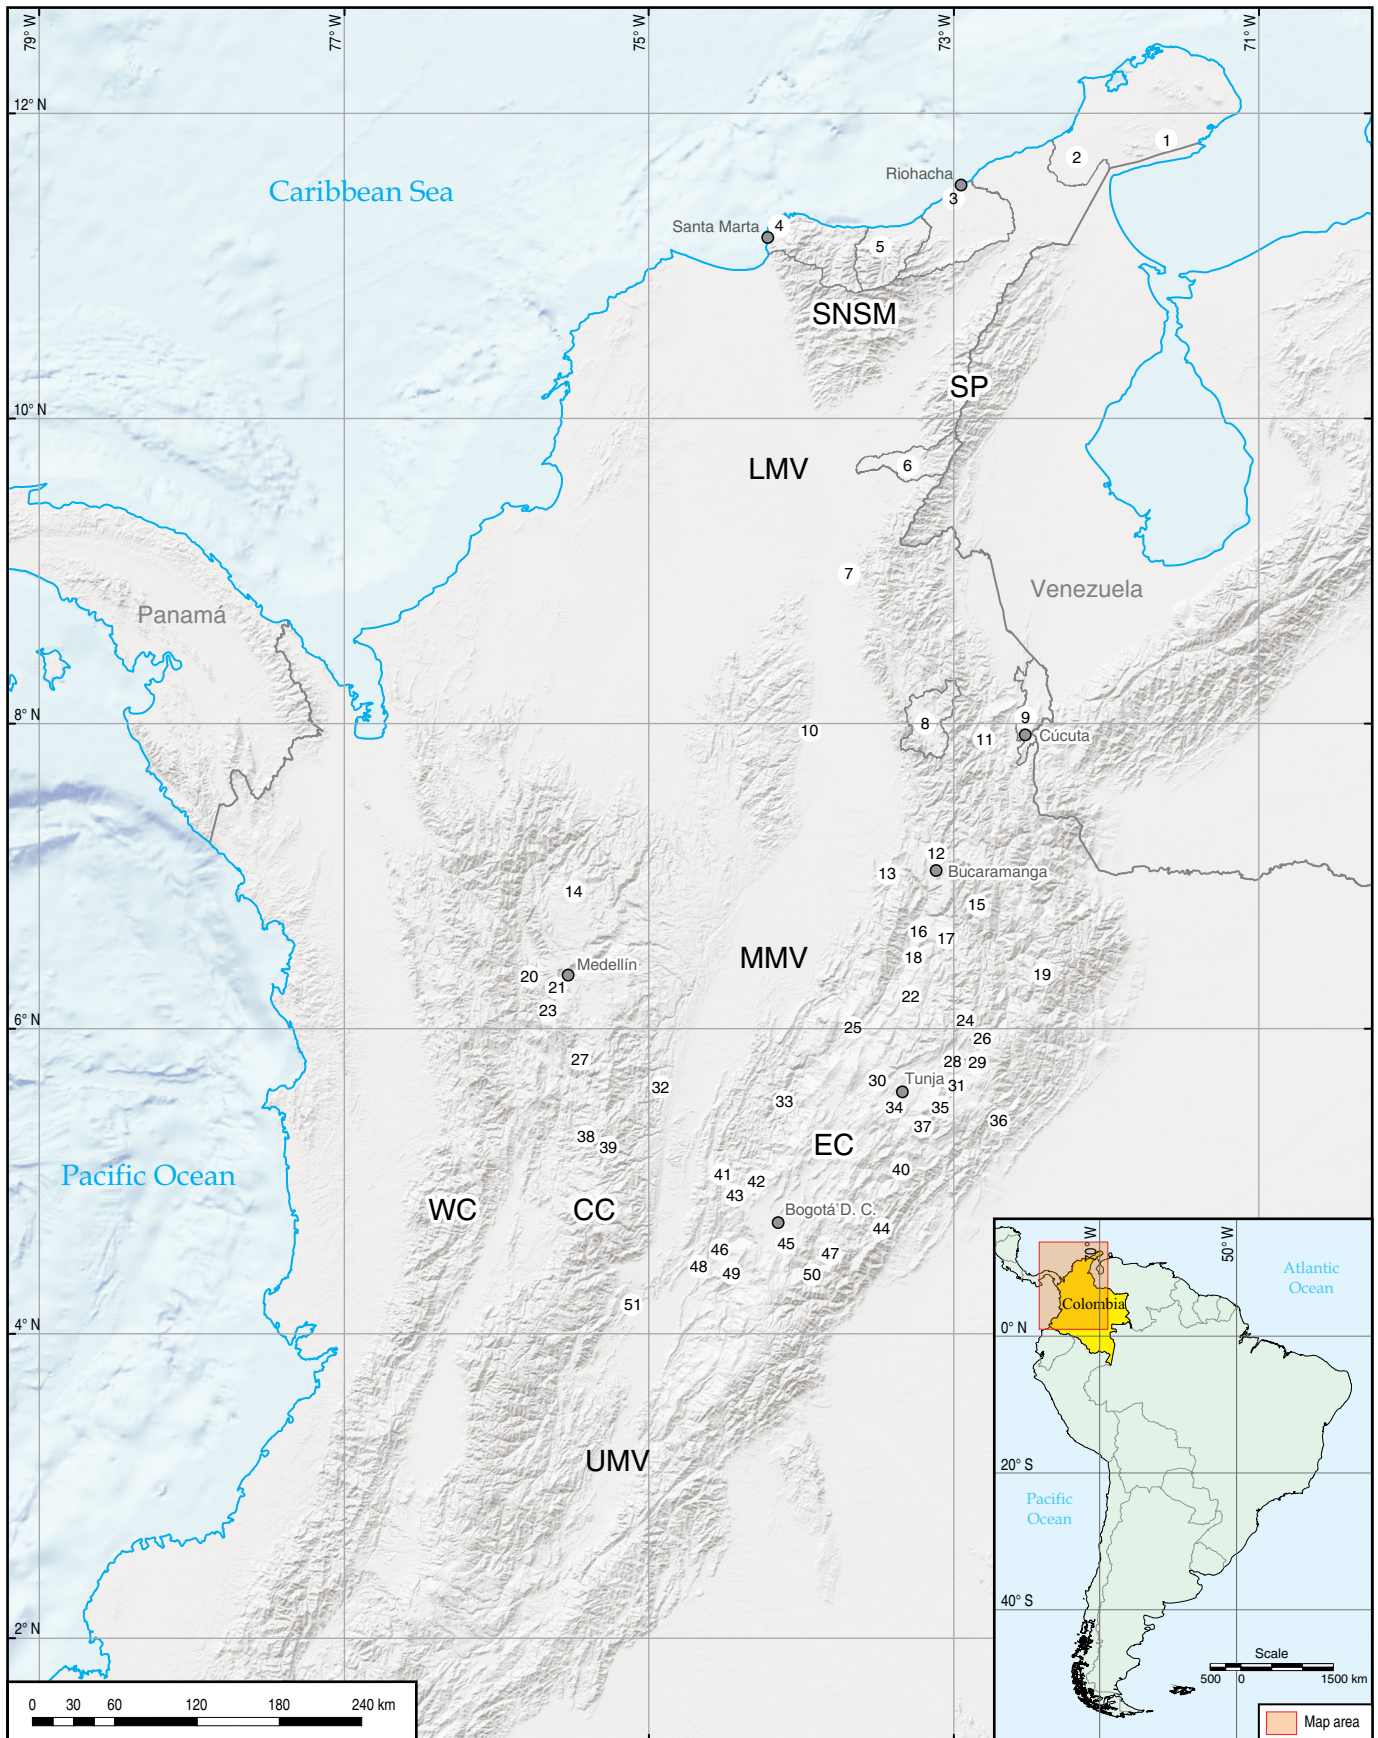 79° W
77° W
75° W
73° W
71° W
12° N
1
2
Caribbean Sea
Riohacha
3
Santa Marta
4
5
SNSM
SP
10° N
LMV
6
7
Venezuela
Panamá
8° N
8
9
10
11
Cúcuta
12
13
Bucaramanga
14
15
16
17
18
MMV
Medellín
19
20
21
22
23
6° N
24
25
26
27
28
29
30
Tunja
31
32
33
34
35
36
37
38
39
EC
40
Pacific Ocean
41
42
43
WC
CC
Bogotá D. C.
44
45
46
47
48
49
50
51
4° N
UMV
2° N
0 30 60 120 180 240 km
70° W
50° W
Atlantic
Ocean
Colombia
0° N
20° S
Pacific
Ocean
40° S
Scale
500 0 1500 km
Map area